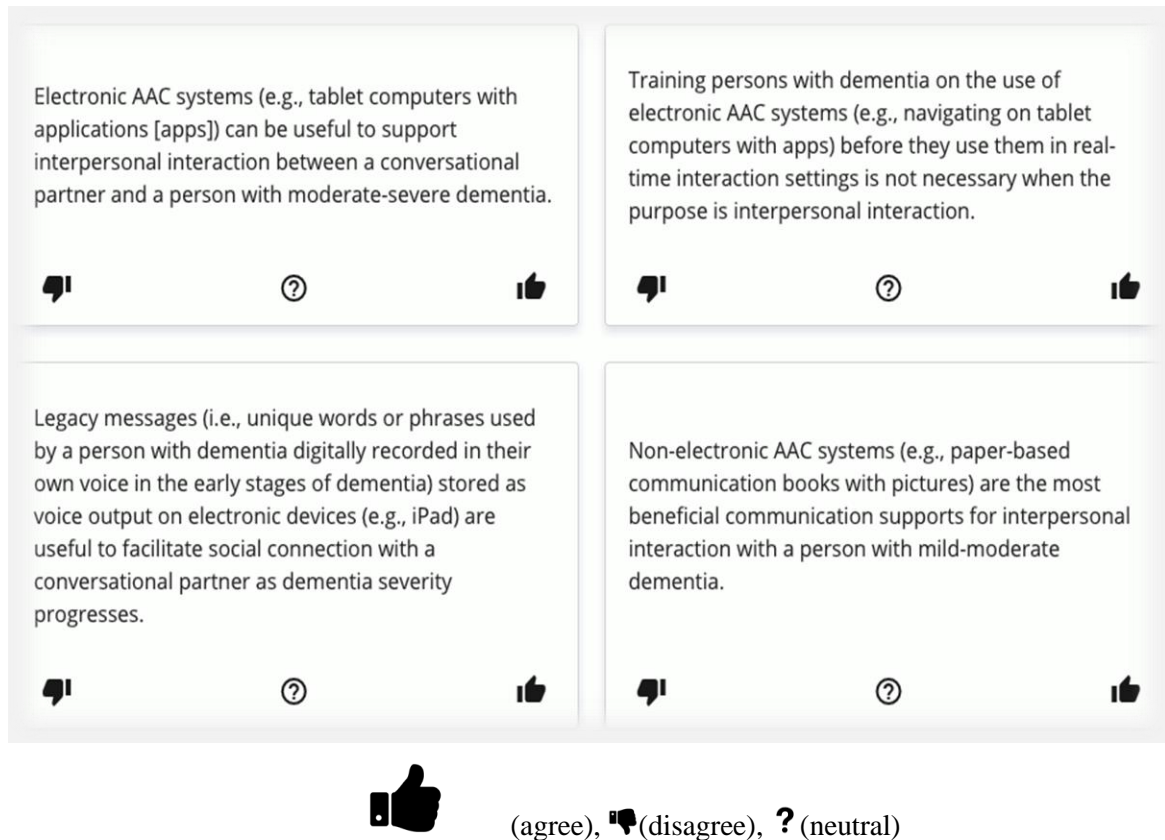 Electronic AAC systems (e.g., tablet computers with
applications [apps]) can be useful to support
interpersonal interaction between a conversational
partner and a person with moderate-severe dementia.
Training persons with dementia on the use of
electronic AAC systems (e.g., navigating on tablet
computers with apps) before they use them in real-
time interaction settings is not necessary when the
purpose is interpersonal interaction.
Legacy messages (i.e., unique words or phrases used
by a person with dementia digitally recorded in their
own voice in the early stages of dementia) stored as
voice output on electronic devices (e.g., iPad) are
useful to facilitate social connection with a
conversational partner as dementia severity
progresses.
Non-electronic AAC systems (e.g., paper-based
communication books with pictures) are the most
beneficial communication supports for interpersonal
interaction with a person with mild-moderate
dementia.
(agree), (disagree), ? (neutral)